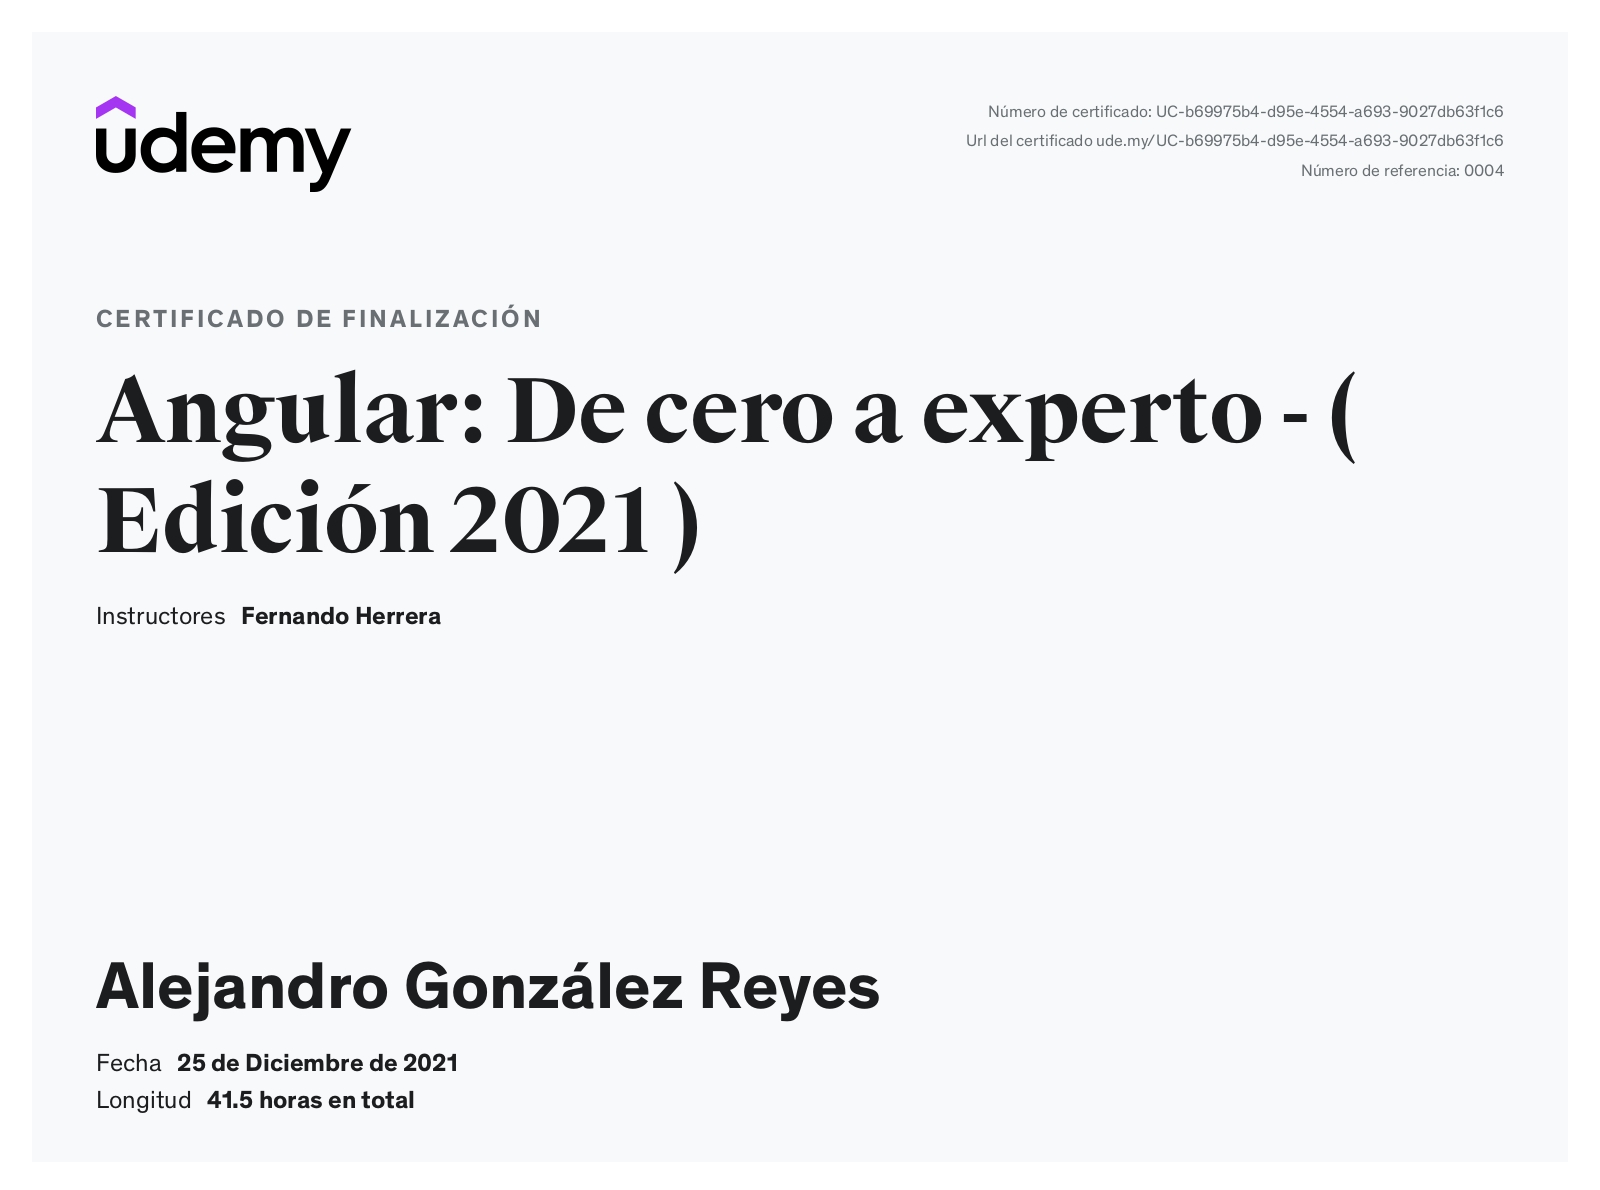 udemy
Número de certificado: UC-b69975b4-d95e-4554-a693-9027db63f1c6
Url del certificado ude.my/UC-b69975b4-d95e-4554-a693-9027db63f1c6
Número de referencia: 0004
CERTIFICADO DE FINALIZACIÓN
Angular: De cero a experto - (
Edición 2021 )
Instructores Fernando Herrera
Alejandro González Reyes
Fecha 25 de Diciembre de 2021
Longitud 41.5 horas en total